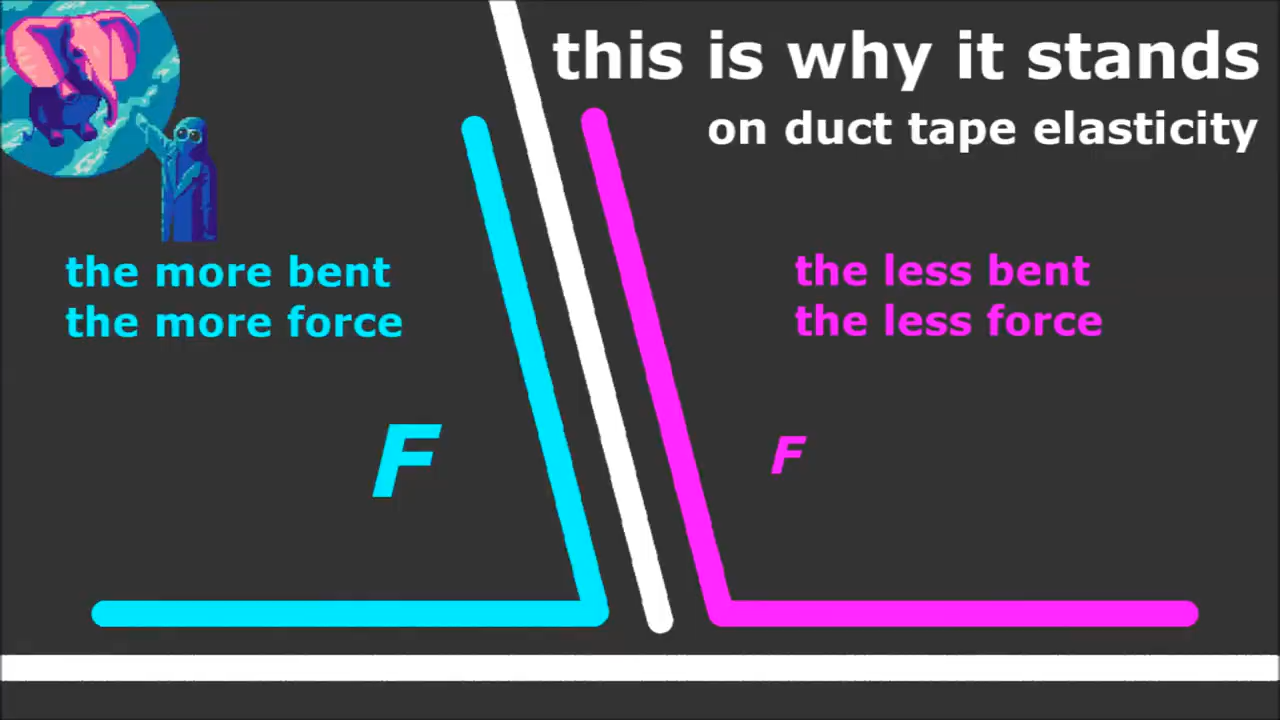 this is why it stands
on duct tape elasticity
the more bent
the more force
the less bent
the less force
F
F